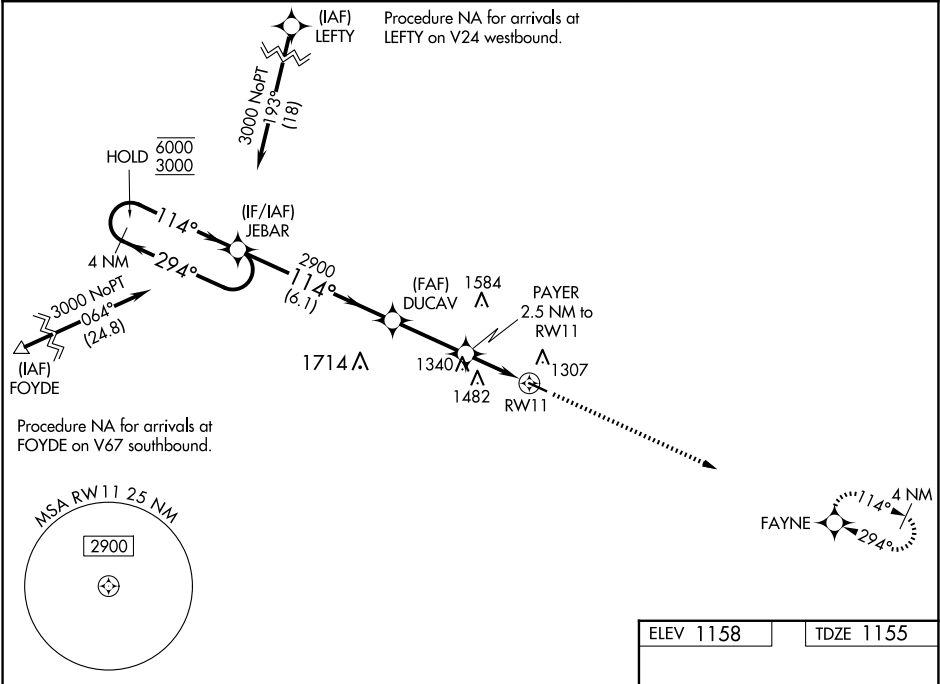 (IAF)
LEFTY
Procedure NA for arrivals at
LEFTY on V24 westbound.
3000 NoPT
193°
(18)
HOLD
6000
3000
114°
294°
4 NM
(IF/IAF)
JEBAR
2900
114°
(6.1)
(FAF)
DUCAV
1584
PAYER
2.5 NM to
RW11
3000 NoPT
064°
(24.8)
(IAF)
FOYDE
1714
1340
1482
1307
RW11
Procedure NA for arrivals at
FOYDE on V67 southbound.
MSA RW11 25 NM
2900
FAYNE
114°
294°
4 NM
ELEV 1158
TDZE 1155